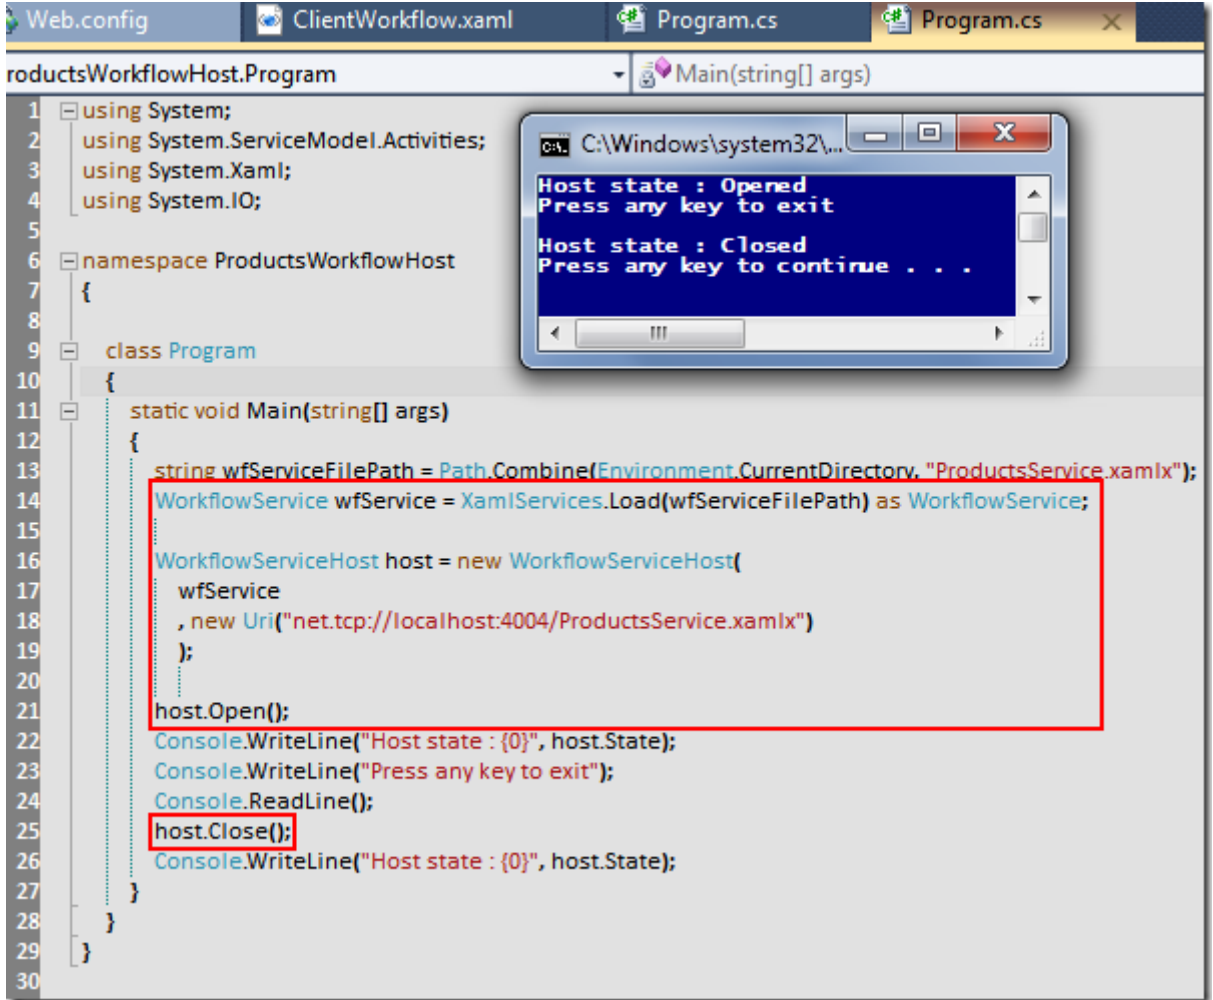 Web.config
ClientWorkflow.xaml
Program.cs
Program.cs
roductsWorkflowHost.Program
Main(string[] args)
1 using System;
2 using System.ServiceModel.Activities;
3 using System.Xaml;
4 using System.IO;
5
6 namespace ProductsWorkflowHost
7 {
8
9 class Program
10 {
11 static void Main(string[] args)
12 {
13 string wfServiceFilePath = Path.Combine(Environment.CurrentDirectory, "ProductsService.xamlx");
14 WorkflowService wfService = XamlServices.Load(wfServiceFilePath) as WorkflowService;
15
16 WorkflowServiceHost host = new WorkflowServiceHost(
17 wfService
18 , new Uri("net.tcp://localhost:4004/ProductsService.xamlx")
19 );
20
21 host.Open();
22 Console.WriteLine("Host state : {0}", host.State);
23 Console.WriteLine("Press any key to exit");
24 Console.ReadLine();
25 host.Close();
26 Console.WriteLine("Host state : {0}", host.State);
27 }
28 }
29 }
30
C:\. C:\Windows\system32\...
Host state : Opened
Press any key to exit
Host state : Closed
Press any key to continue . . .